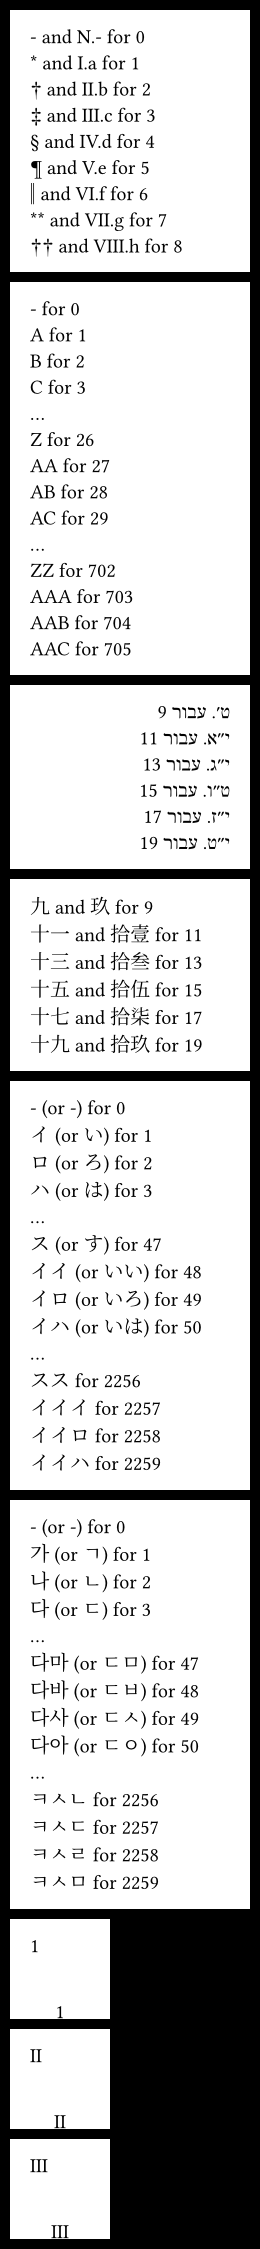 - and N.- for 0
* and I.a for 1
† and II.b for 2
‡ and III.c for 3
§ and IV.d for 4
¶ and V.e for 5
‖ and VI.f for 6
** and VII.g for 7
†† and VIII.h for 8
- for 0
A for 1
B for 2
C for 3
...
Z for 26
AA for 27
AB for 28
AC for 29
...
ZZ for 702
AAA for 703
AAB for 704
AAC for 705
ט׳. עבור 9
י״א. עבור 11
י״ג. עבור 13
ט״ו. עבור 15
י״ז. עבור 17
י״ט. עבור 19
九 and 玖 for 9
十一 and 拾壹 for 11
十三 and 拾叁 for 13
十五 and 拾伍 for 15
十七 and 拾柒 for 17
十九 and 拾玖 for 19
- (or -) for 0
イ (or い) for 1
ロ (or ろ) for 2
ハ (or は) for 3
...
ス (or す) for 47
イイ (or いい) for 48
イロ (or いろ) for 49
イハ (or いは) for 50
...
スス for 2256
イイイ for 2257
イイロ for 2258
イイハ for 2259
- (or -) for 0
가 (or ㄱ) for 1
나 (or ㄴ) for 2
다 (or ㄷ) for 3
...
다마 (or ㄷㅁ) for 47
다바 (or ㄷㅂ) for 48
다사 (or ㄷㅅ) for 49
다아 (or ㄷㅇ) for 50
...
ㅋㅅㄴ for 2256
ㅋㅅㄷ for 2257
ㅋㅅㄹ for 2258
ㅋㅅㅁ for 2259
1
1
II
II
III
III